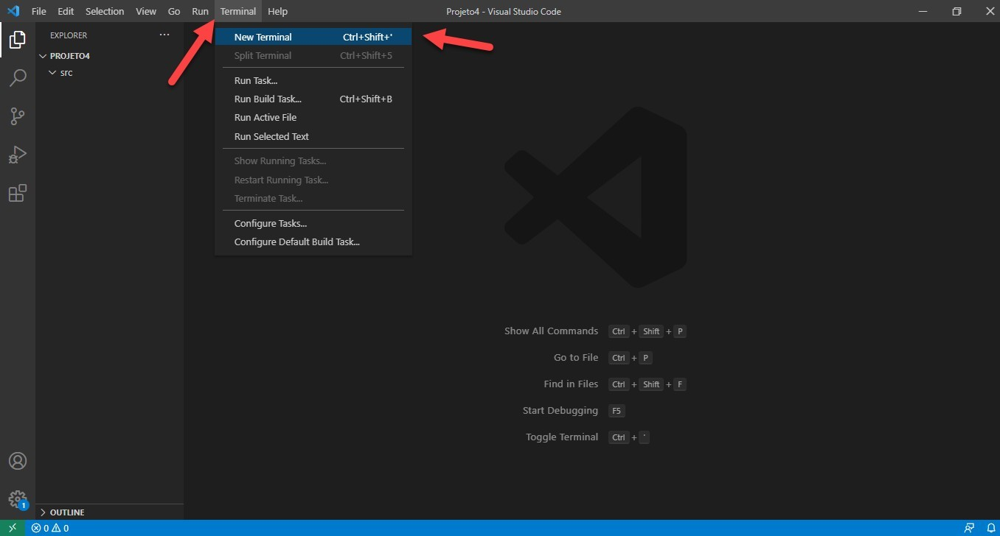 File Edit Selection View Go Run Terminal Help Projeto4 - Visual Studio Code
EXPLORER
PROJETO4
src
New Terminal Ctrl+Shift+'
Split Terminal Ctrl+Shift+5
Run Task...
Run Build Task... Ctrl+Shift+B
Run Active File
Run Selected Text
Show Running Tasks...
Restart Running Task...
Terminate Task...
Configure Tasks...
Configure Default Build Task...
Show All Commands Ctrl + Shift + P
Go to File Ctrl + P
Find in Files Ctrl + Shift + F
Start Debugging F5
Toggle Terminal Ctrl + '
1
OUTLINE
0 0